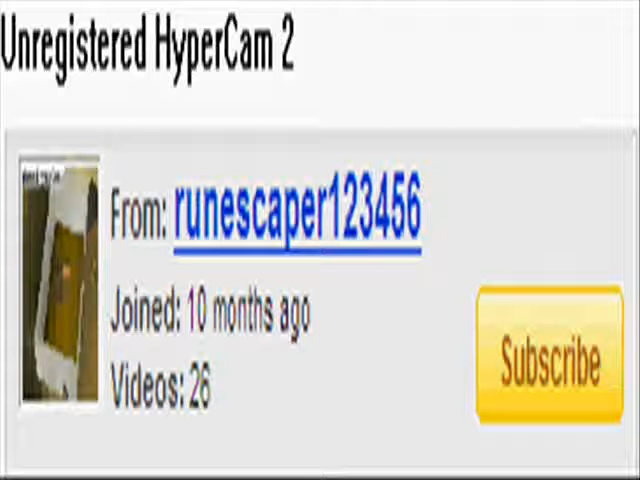 Unregistered HyperCam 2
From: runescaper123456
Joined: 10 months ago
Videos: 26
Subscribe